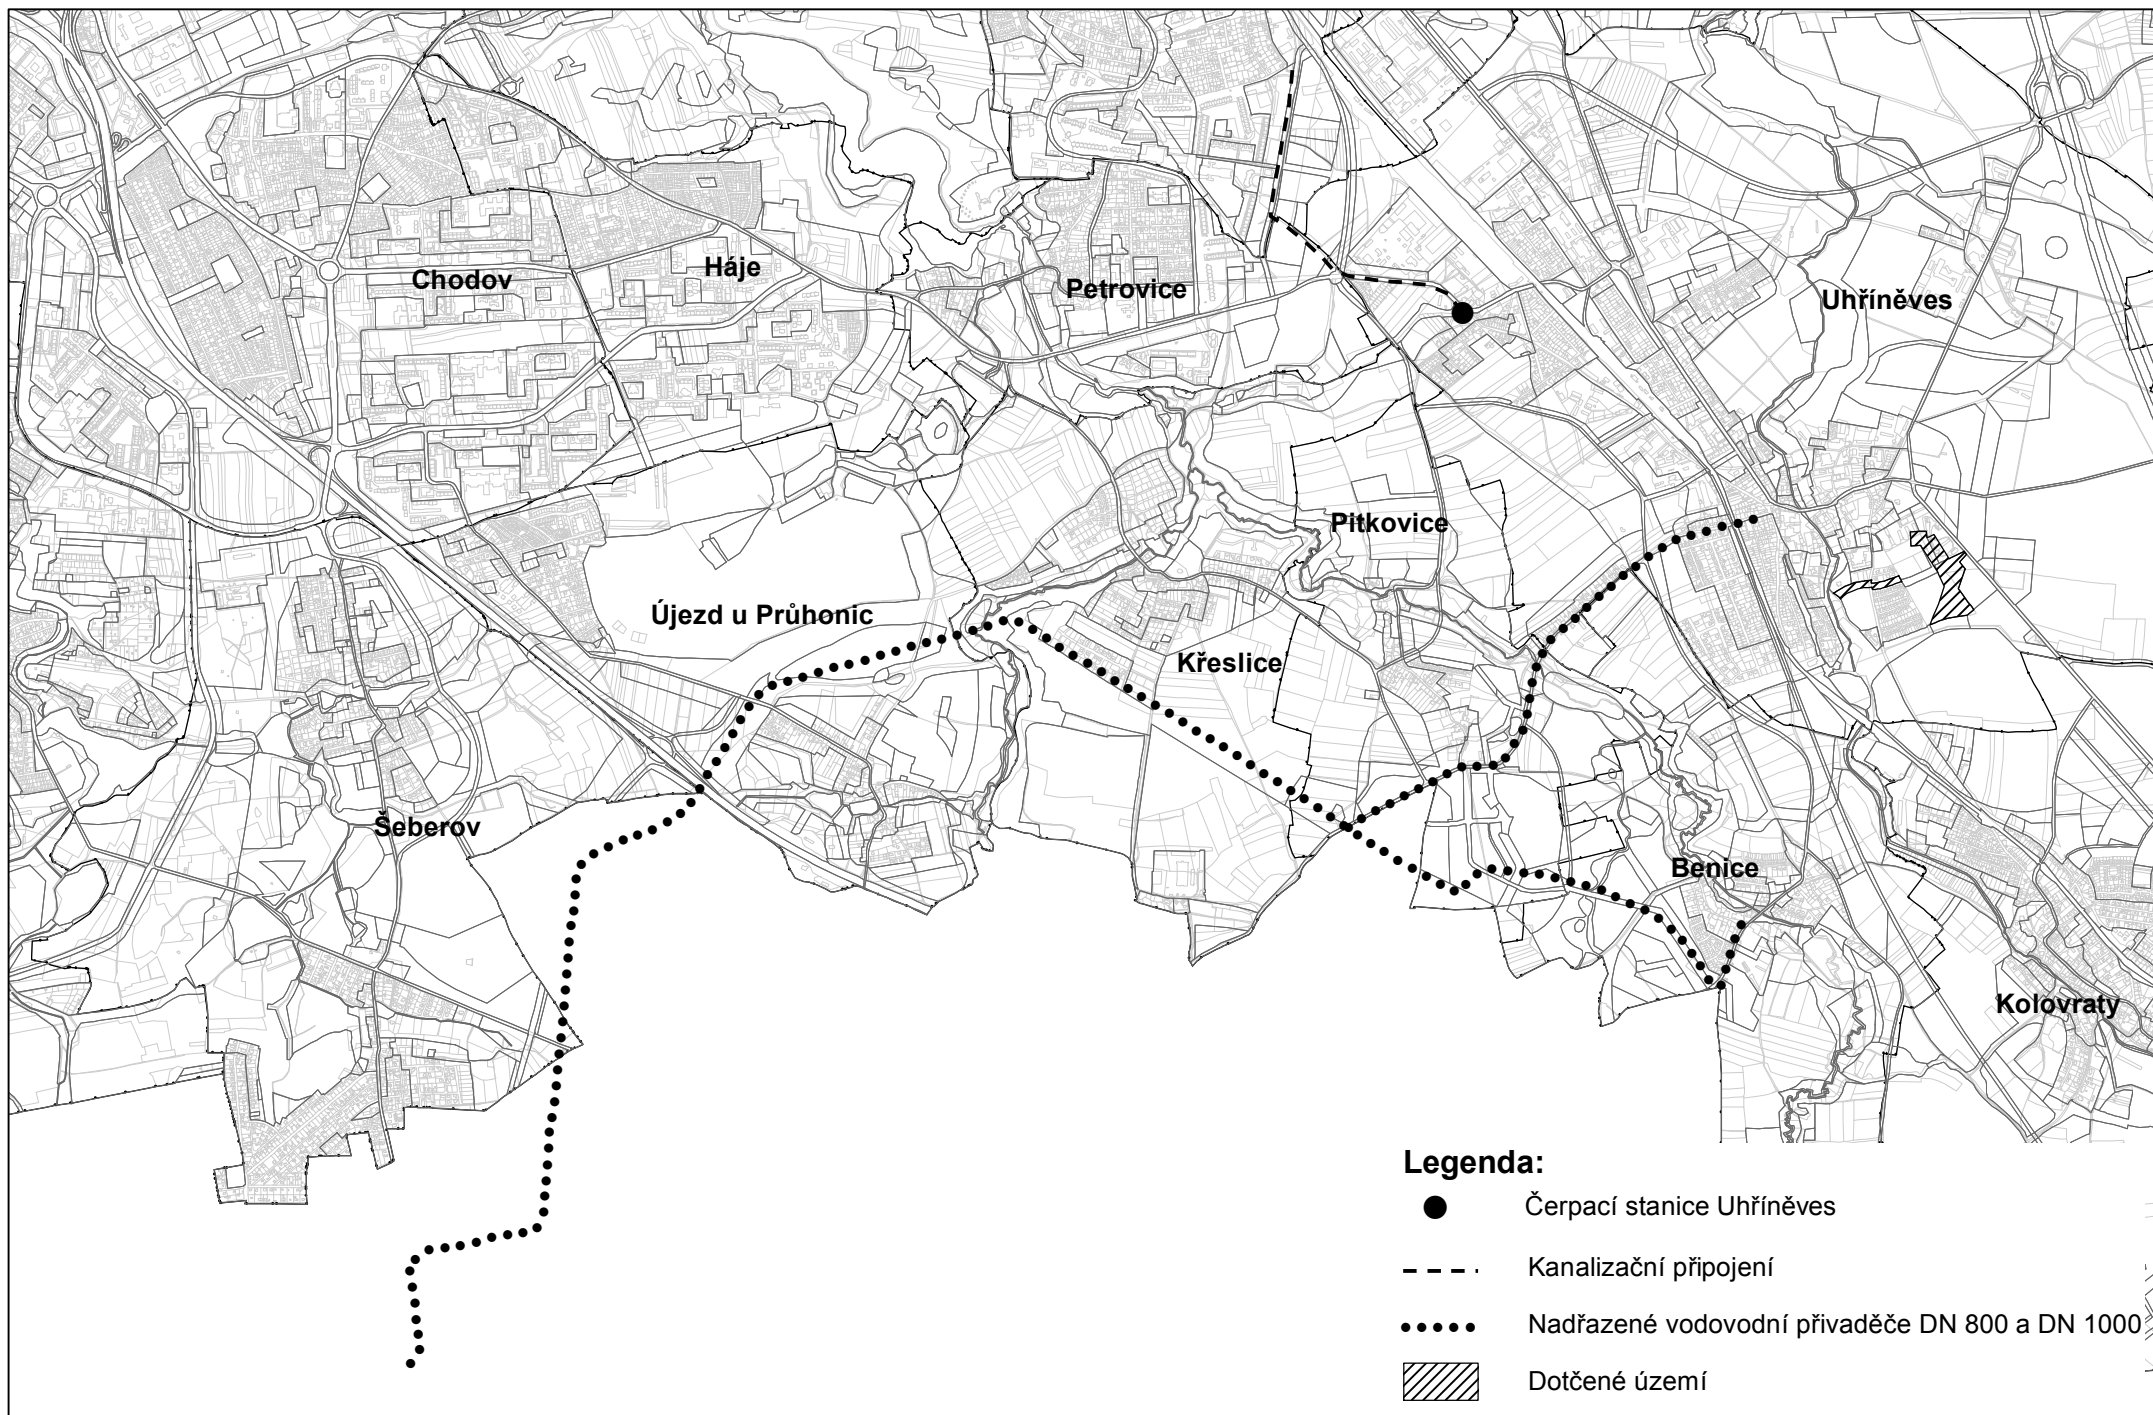 Chodov
Háje
Petrovice
Uhříněves
Pitkovice
Újezd u Průhonic
Křeslice
Šeberov
Benice
Kolovraty
Legenda:
Čerpací stanice Uhříněves
Kanalizační připojení
Nadřazené vodovodní přivaděče DN 800 a DN 1000
Dotčené území